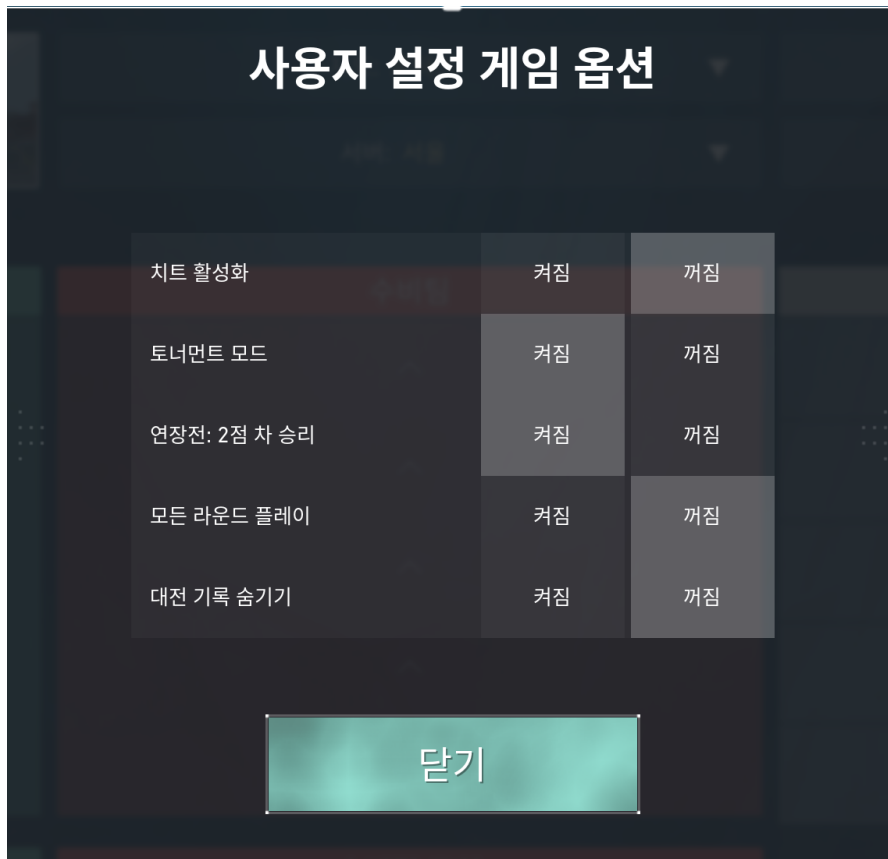 사용자 설정 게임 옵션
치트 활성화 켜짐 꺼짐
토너먼트 모드 켜짐 꺼짐
연장전: 2점 차 승리 켜짐 꺼짐
모든 라운드 플레이 켜짐 꺼짐
대전 기록 숨기기 켜짐 꺼짐
닫기